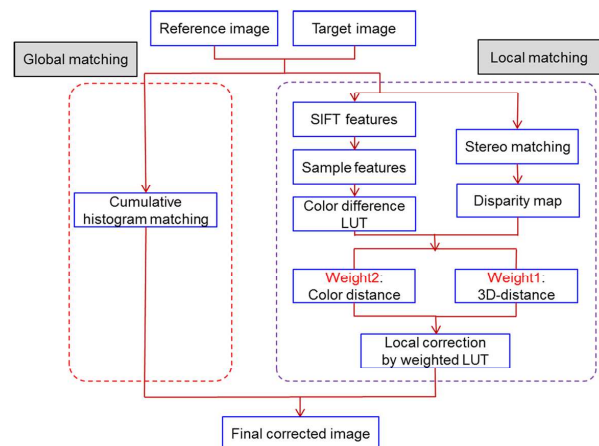 Reference image
Target image
Global matching
Local matching
SIFT features
Stereo matching
Sample features
Cumulative
histogram matching
Color difference
LUT
Disparity map
Weight2:
Color distance
Weight1:
3D-distance
Local correction
by weighted LUT
Final corrected image